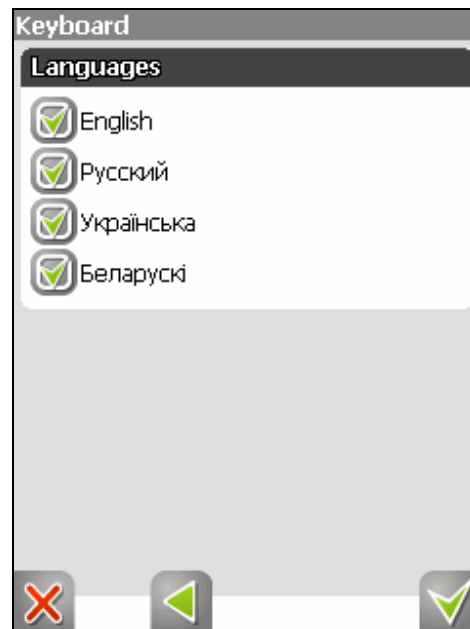 Keyboard
Languages
English
Русский
Українська
Беларускі